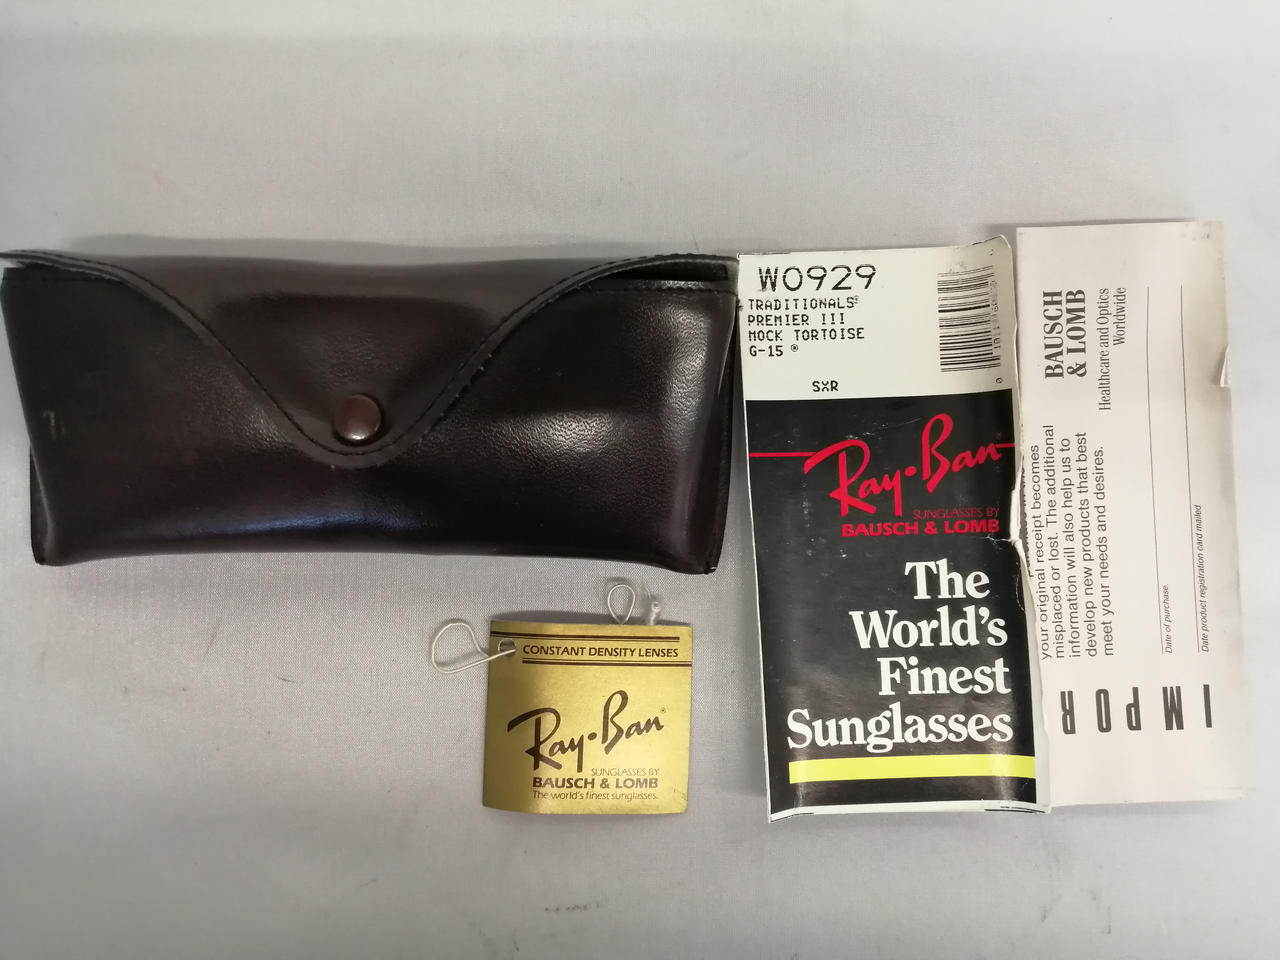 WO929
TRADITIONALS®
PREMIER III
MOCK TORTOISE
G-15 ®
SXR
Ray-Ban®
SUNGLASSES BY
BAUSCH & LOMB
The
World's
Finest
Sunglasses
CONSTANT DENSITY LENSES
Ray-Ban®
SUNGLASSES BY
BAUSCH & LOMB
The world's finest sunglasses.
BAUSCH
& LOMB
Healthcare and Optics
Worldwide
your original receipt becomes
misplaced or lost. The additional
information will also help us to
develop new products that best
meet your needs and desires.
Date of purchase.
Date product registration card mailed
IMPOR